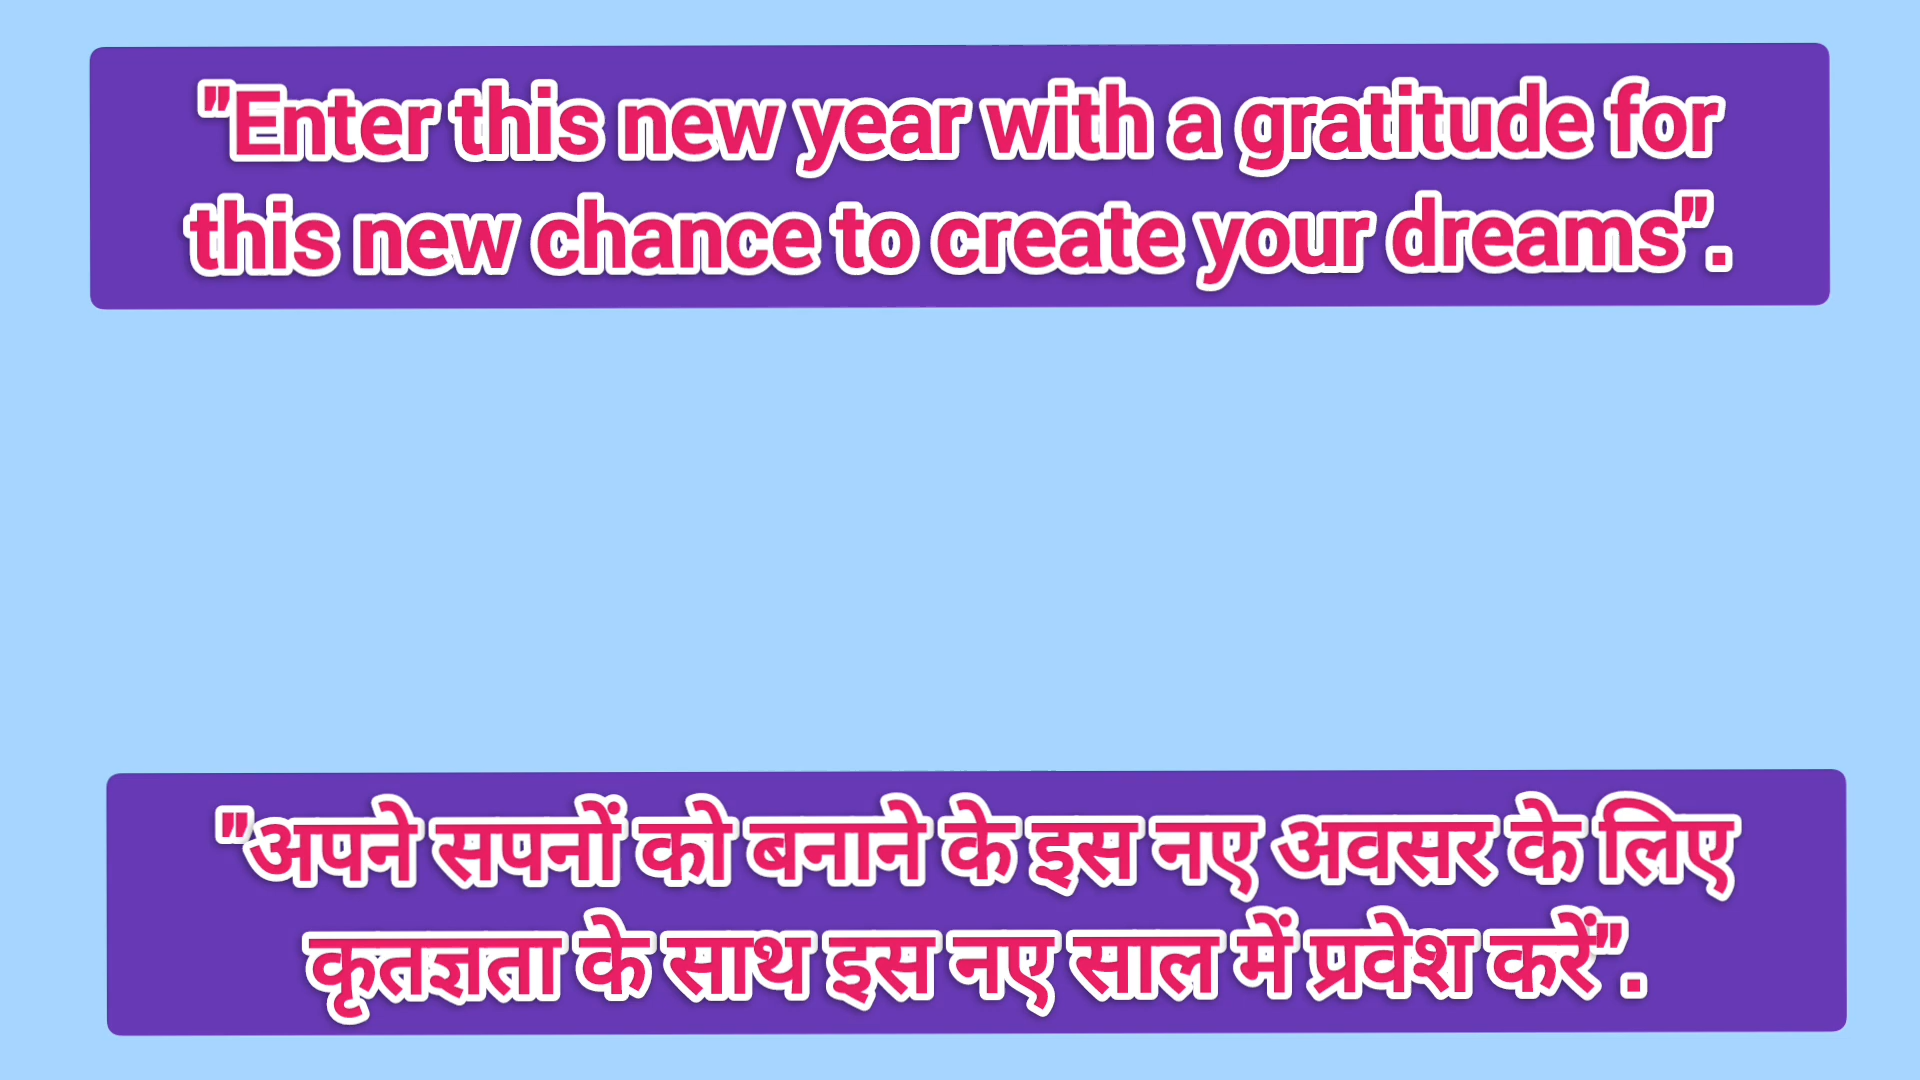 "Enter this new year with a gratitude for
this new chance to create your dreams".
"अपने सपनों को बनाने के इस नए अवसर के लिए
कृतज्ञता के साथ इस नए साल में प्रवेश करें".